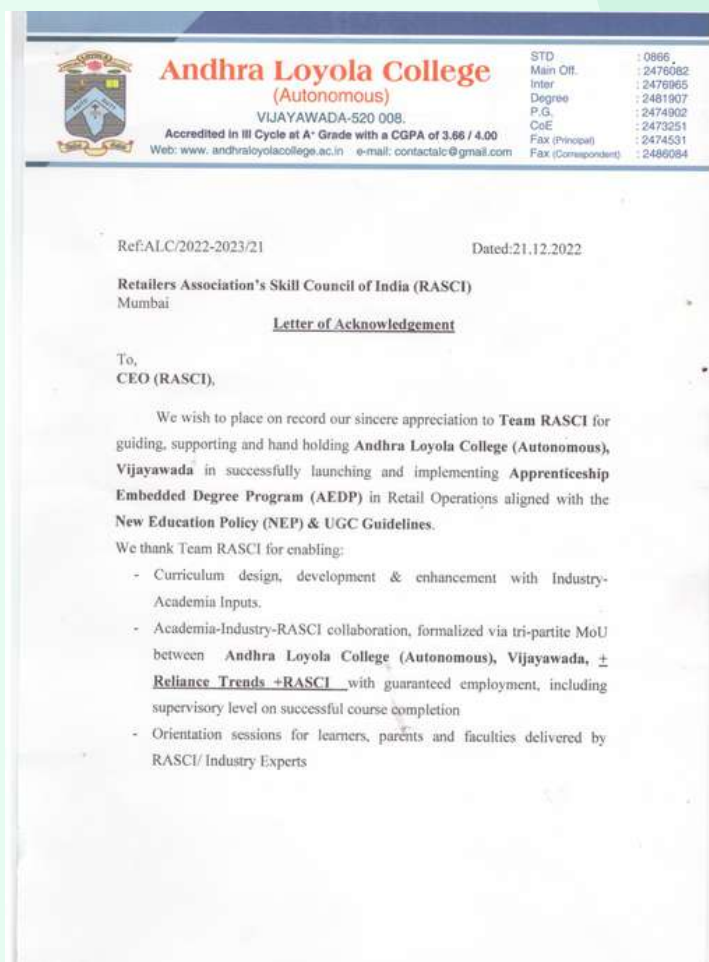 Andhra Loyola College
(Autonomous)
VIJAYAWADA-520 008.
Accredited in III Cycle at A+ Grade with a CGPA of 3.66 / 4.00
Web: www. andhraloyolacollege.ac.in e-mail: contactalc@gmail.com
STD : 0866
Main Off. : 2476082
Inter : 2476965
Degree : 2481907
P.G. : 2474902
CoE : 2473251
Fax (Principal) : 2474531
Fax (Correspondent) : 2486084
Ref:ALC/2022-2023/21 Dated:21.12.2022
Retailers Association's Skill Council of India (RASCI)
Mumbai
Letter of Acknowledgement
To,
CEO (RASCI),
We wish to place on record our sincere appreciation to Team RASCI for
guiding, supporting and hand holding Andhra Loyola College (Autonomous),
Vijayawada in successfully launching and implementing Apprenticeship
Embedded Degree Program (AEDP) in Retail Operations aligned with the
New Education Policy (NEP) & UGC Guidelines.
We thank Team RASCI for enabling:
- Curriculum design, development & enhancement with Industry-
Academia Inputs.
- Academia-Industry-RASCI collaboration, formalized via tri-partite MoU
between Andhra Loyola College (Autonomous), Vijayawada, +
Reliance Trends +RASCI with guaranteed employment, including
supervisory level on successful course completion
- Orientation sessions for learners, parents and faculties delivered by
RASCI/ Industry Experts